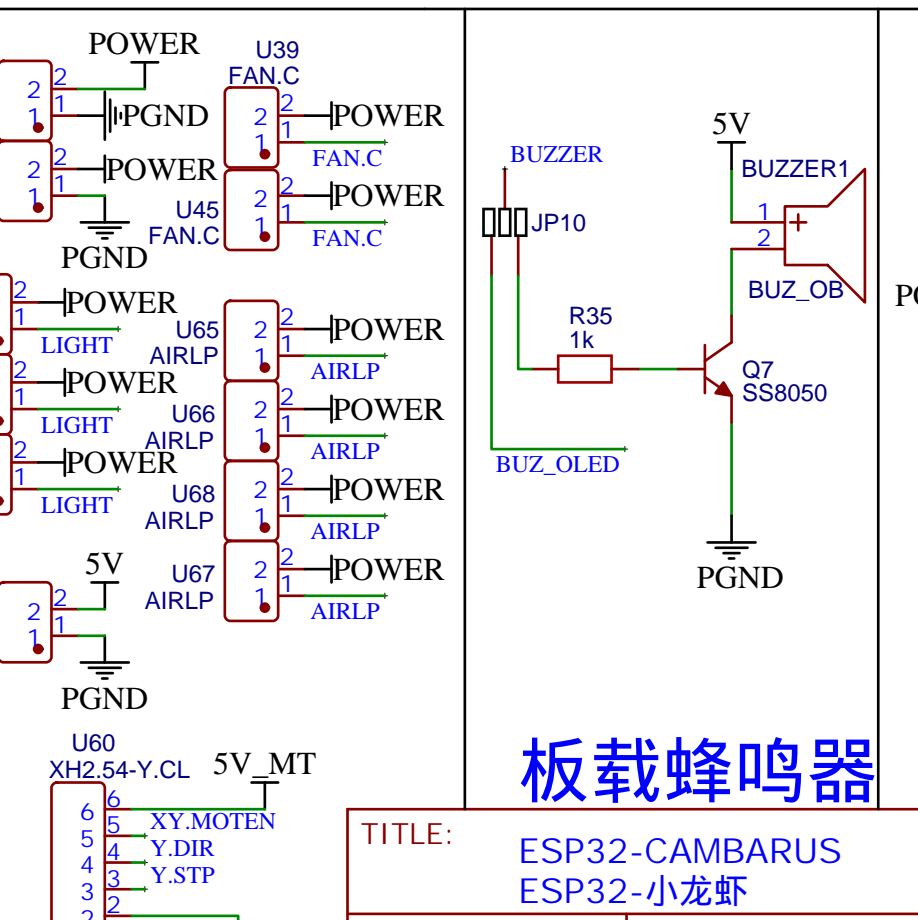 POWER
2
2
1
1
PGND
2
2
1
1
POWER
PGND
U39
FAN.C
2
2
1
1
POWER
FAN.C
U45
FAN.C
2
2
1
1
POWER
FAN.C
2
1
POWER
LIGHT
2
1
POWER
LIGHT
2
1
POWER
LIGHT
U65
AIRLP
2
2
1
1
POWER
AIRLP
U66
AIRLP
2
2
1
1
POWER
AIRLP
U68
AIRLP
2
2
1
1
POWER
AIRLP
U67
AIRLP
2
2
1
1
POWER
AIRLP
5V
2
2
1
1
PGND
U60
XH2.54-Y.CL
5V_MT
6
6
5
5
XY.MOTEN
4
4
Y.DIR
3
3
Y.STP
2
2
BUZZER
JP10
BUZ_OLED
R35
1k
5V
BUZZER1
1
2
+
BUZ_OB
Q7
SS8050
PGND
板载蜂鸣器
TITLE:
ESP32-CAMBARUS
ESP32-小龙虾